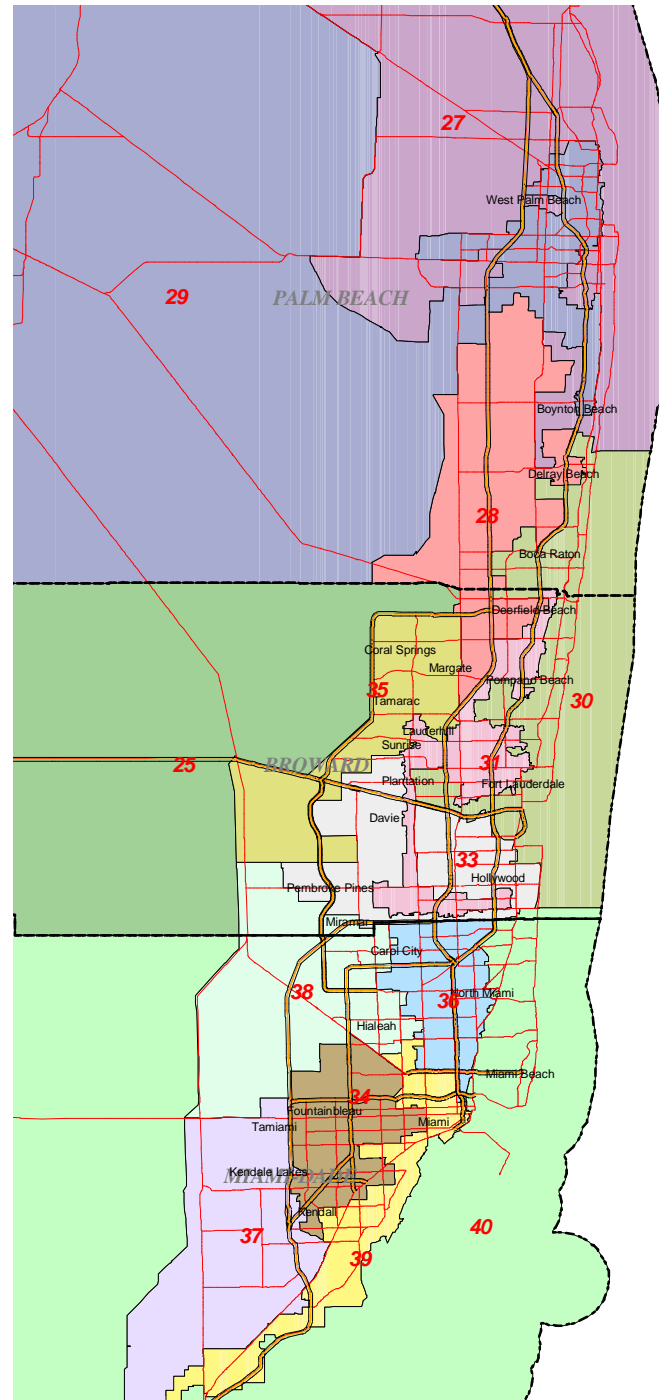 27
West Palm Beach
29
PALM BEACH
Boynton Beach
Delray Beach
28
Boca Raton
Deerfield Beach
Coral Springs
Margate
Pompano Beach
35
Tamarac
30
Lauderhill
Sunrise
25
BROWARD
31
Plantation
Fort Lauderdale
Davie
33
Hollywood
Pembroke Pines
Miramar
Carol City
38
36
North Miami
Hialeah
Miami Beach
34
Fountainbleau
Tamiami
Miami
Kendale Lakes
MIAMI-DADE
Kendall
37
40
39